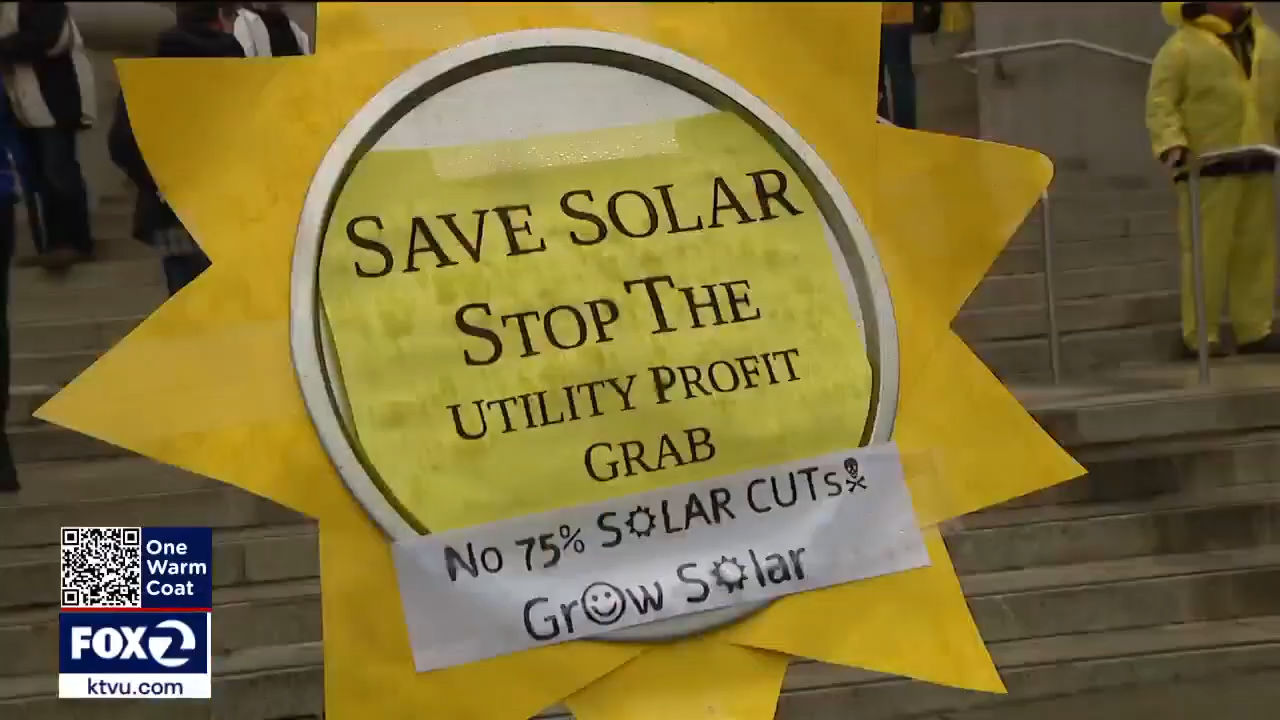 SAVE SOLAR
STOP THE
UTILITY PROFIT
GRAB
No 75% SOLAR CUTs
Grow Solar
One
Warm
Coat
FOX 2
ktvu.com